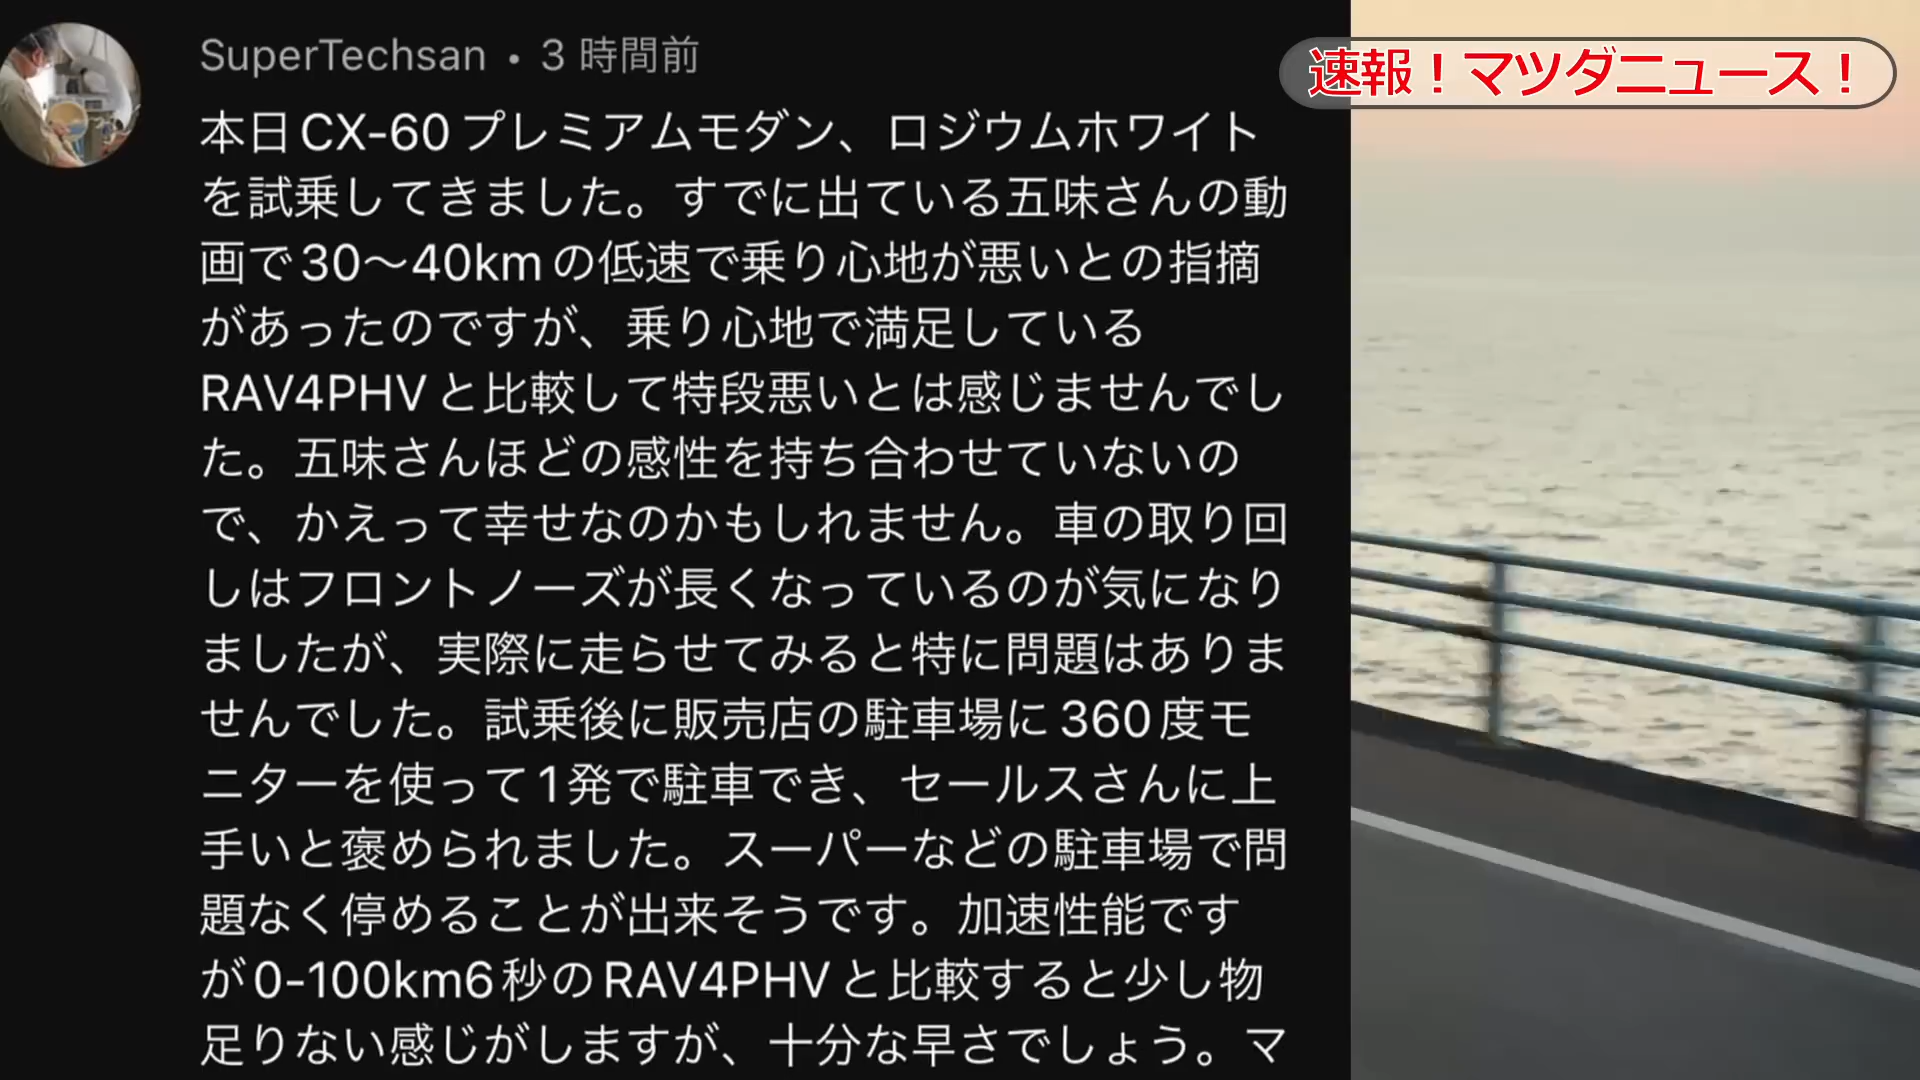 SuperTechsan • 3 時間前
速報！マツダニュース！
本日CX-60プレミアムモダン、ロジウムホワイト
を試乗してきました。すでに出ている五味さんの動
画で30〜40kmの低速で乗り心地が悪いとの指摘
があったのですが、乗り心地で満足している
RAV4PHVと比較して特段悪いとは感じませんでし
た。五味さんほどの感性を持ち合わせていないの
で、かえって幸せなのかもしれません。車の取り回
しはフロントノーズが長くなっているのが気になり
ましたが、実際に走らせてみると特に問題はありま
せんでした。試乗後に販売店の駐車場に360度モ
ニターを使って1発で駐車でき、セールスさんに上
手いと褒められました。スーパーなどの駐車場で問
題なく停めることが出来そうです。加速性能です
が0-100km6秒のRAV4PHVと比較すると少し物
足りない感じがしますが、十分な早さでしょう。マ